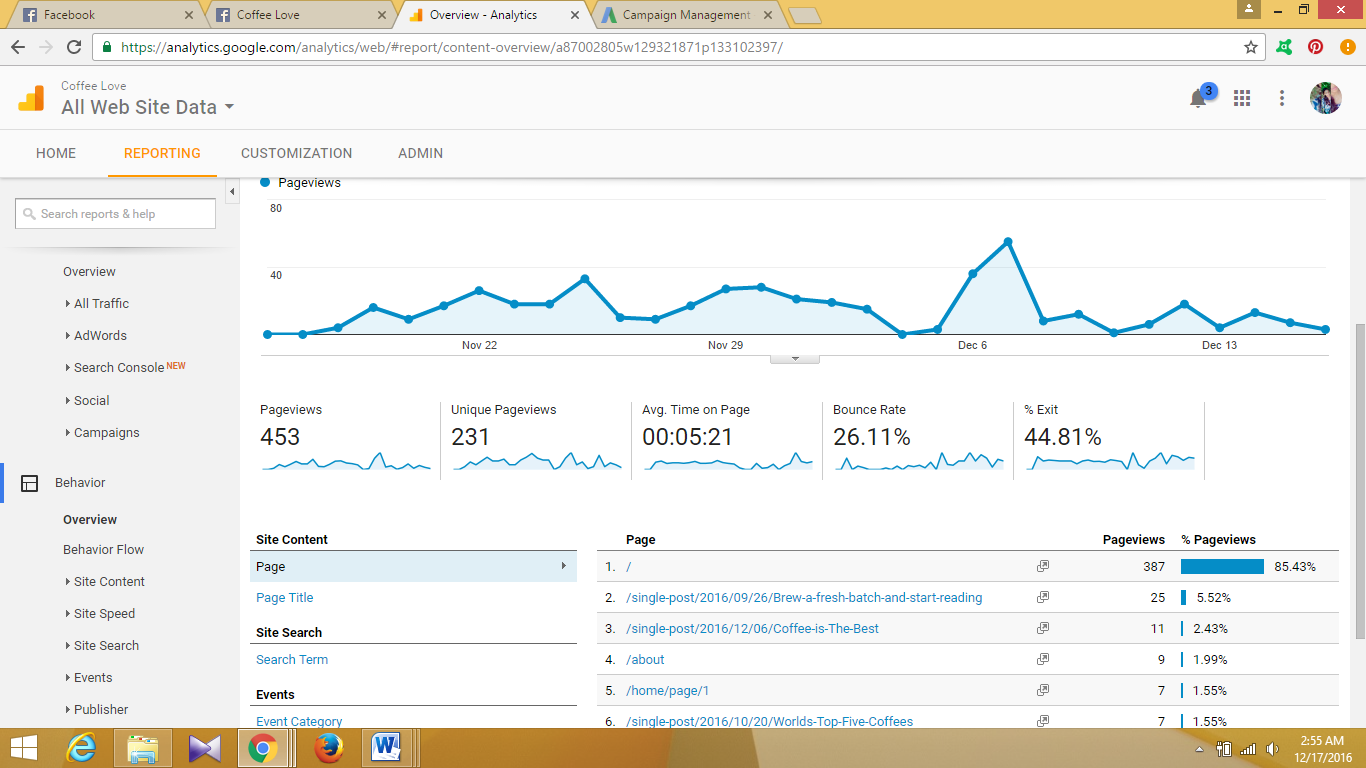 Facebook
Coffee Love
Overview - Analytics
Campaign Management
https://analytics.google.com/analytics/web/#report/content-overview/a87002805w129321871p133102397/
Coffee Love
All Web Site Data
3
HOME
REPORTING
CUSTOMIZATION
ADMIN
Search reports & help
Overview
All Traffic
AdWords
Search Console NEW
Social
Campaigns
Behavior
Overview
Behavior Flow
Site Content
Site Speed
Site Search
Events
Publisher
Pageviews
80
40
Nov 22
Nov 29
Dec 6
Dec 13
Pageviews
453
Unique Pageviews
231
Avg. Time on Page
00:05:21
Bounce Rate
26.11%
% Exit
44.81%
Site Content
Page
Page Title
Site Search
Search Term
Events
Event Category
Page Pageviews % Pageviews
1. / 387 85.43%
2. /single-post/2016/09/26/Brew-a-fresh-batch-and-start-reading 25 5.52%
3. /single-post/2016/12/06/Coffee-is-The-Best 11 2.43%
4. /about 9 1.99%
5. /home/page/1 7 1.55%
6. /single-post/2016/10/20/Worlds-Top-Five-Coffees 7 1.55%
2:55 AM
12/17/2016